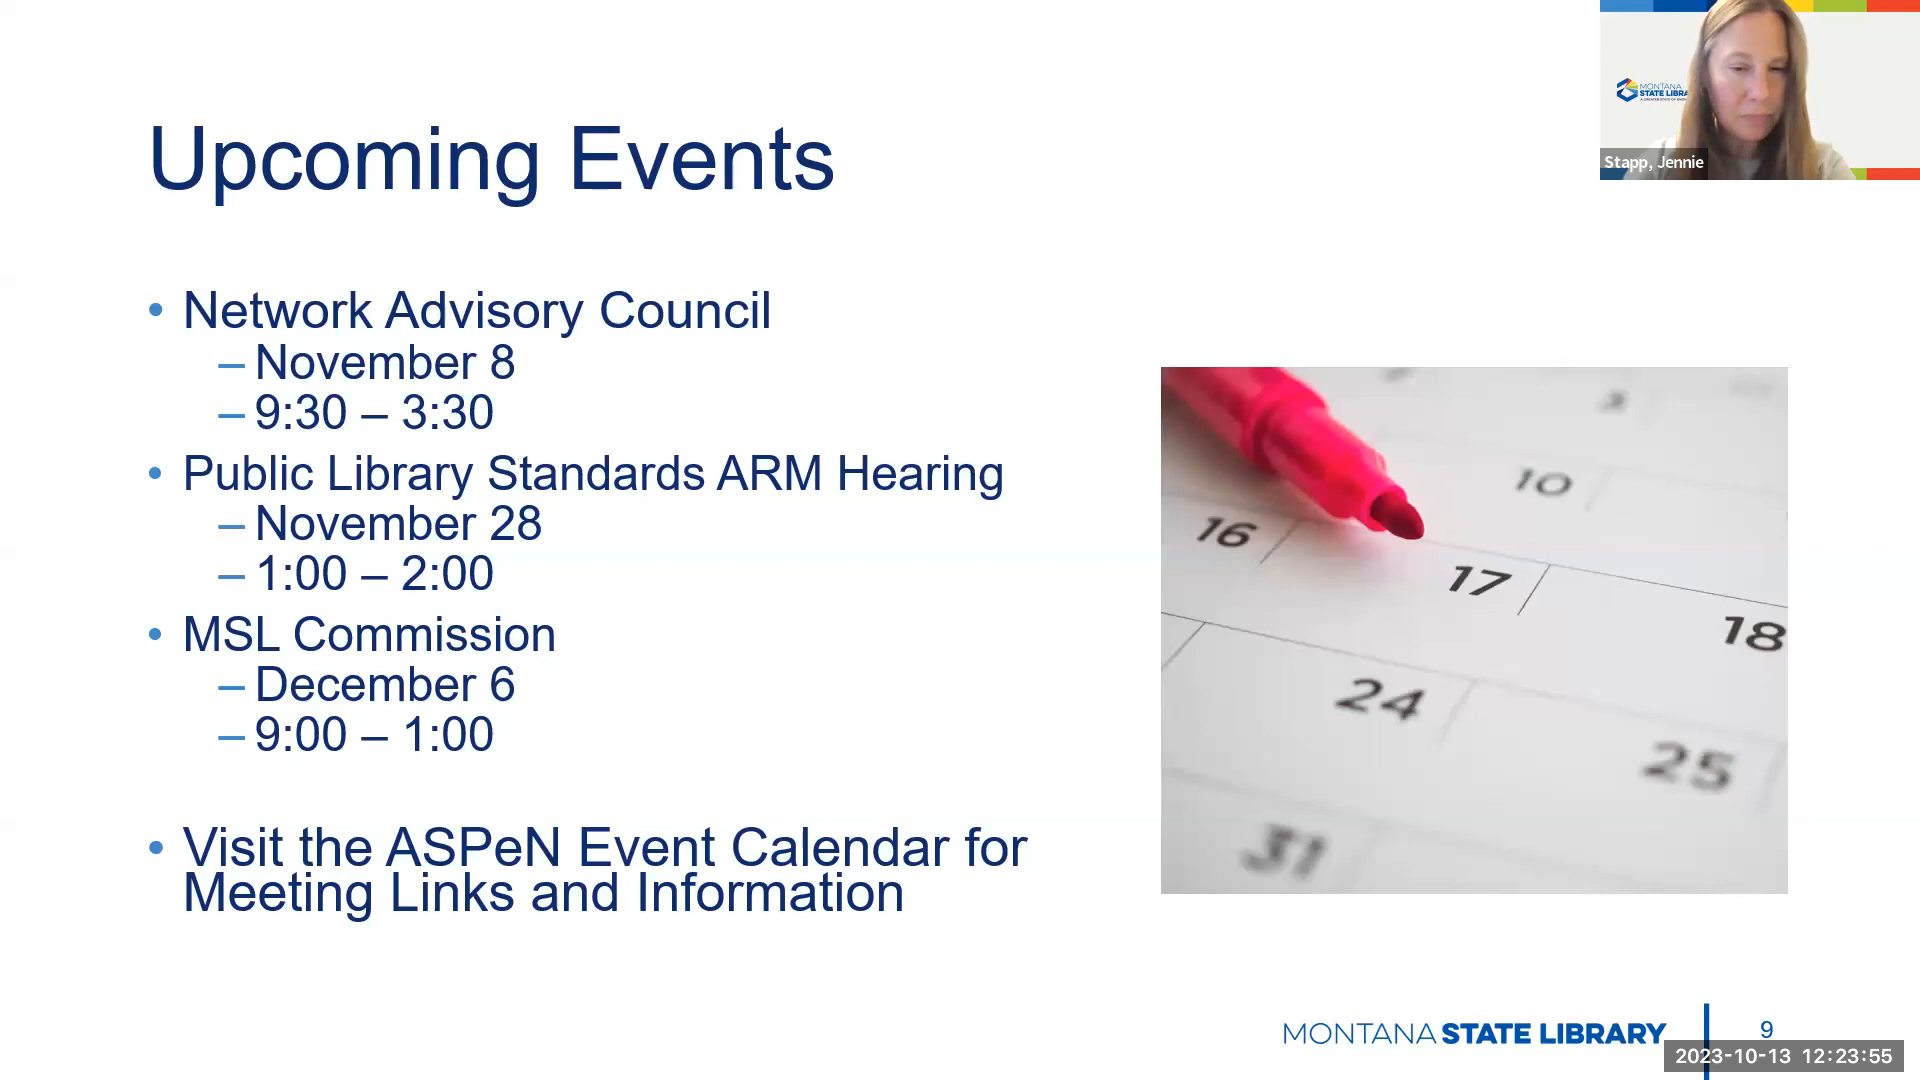 MONTANA
STATE LIBRA
Stapp, Jennie
Upcoming Events
• Network Advisory Council
– November 8
– 9:30 – 3:30
• Public Library Standards ARM Hearing
– November 28
– 1:00 – 2:00
• MSL Commission
– December 6
– 9:00 – 1:00
• Visit the ASPeN Event Calendar for
Meeting Links and Information
10
16
17
18
24
25
31
MONTANA STATE LIBRARY
9
2023-10-13 12:23:55